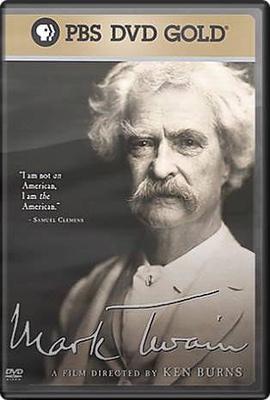 PBS DVD GOLD®
"I am not an
American,
I am the
American."
- SAMUEL CLEMENS
Mark Twain
DVD
VIDEO
A FILM DIRECTED BY KEN BURNS